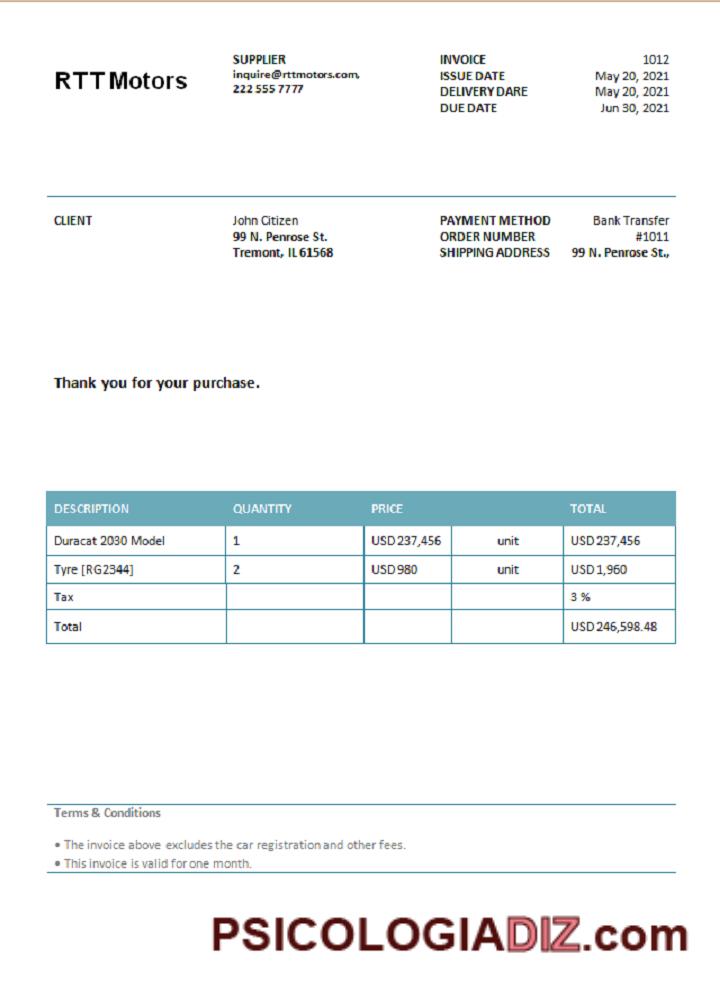 RTT Motors
SUPPLIER
inquire@rttmotors.com,
222 555 7777
INVOICE 1012
ISSUE DATE May 20, 2021
DELIVERY DARE May 20, 2021
DUE DATE Jun 30, 2021
CLIENT
John Citizen
99 N. Penrose St.
Tremont, IL 61568
PAYMENT METHOD Bank Transfer
ORDER NUMBER #1011
SHIPPING ADDRESS 99 N. Penrose St.,
Thank you for your purchase.
DESCRIPTION QUANTITY PRICE TOTAL
Duracat 2030 Model 1 USD 237,456 unit USD 237,456
Tyre [RG2344] 2 USD 980 unit USD 1,960
Tax 3 %
Total USD 246,598.48
Terms & Conditions
• The invoice above excludes the car registration and other fees.
• This invoice is valid for one month.
PSICOLOGIADIZ.com